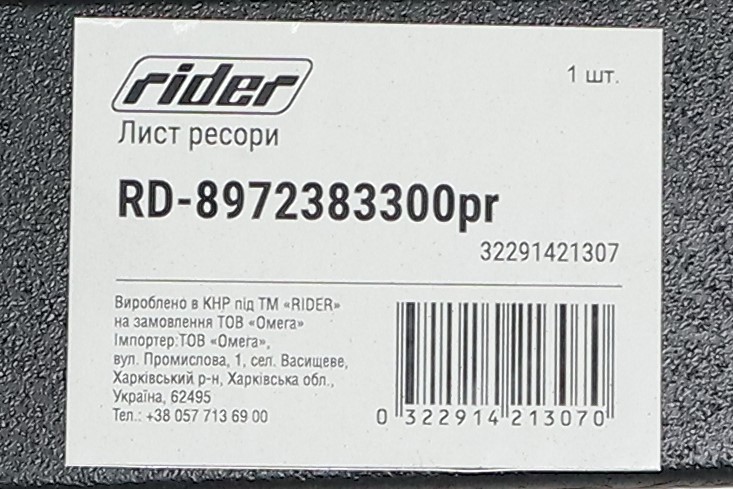 rider
1 шт.
Лист ресори
RD-8972383300pr
32291421307
Вироблено в КНР під ТМ «RIDER»
на замовлення ТОВ «Омега»
Імпортер:ТОВ «Омега»,
вул. Промислова, 1, сел. Васищеве,
Харківський р-н, Харківська обл.,
Україна, 62495
Тел.: +38 057 713 69 00
0 322914 213070